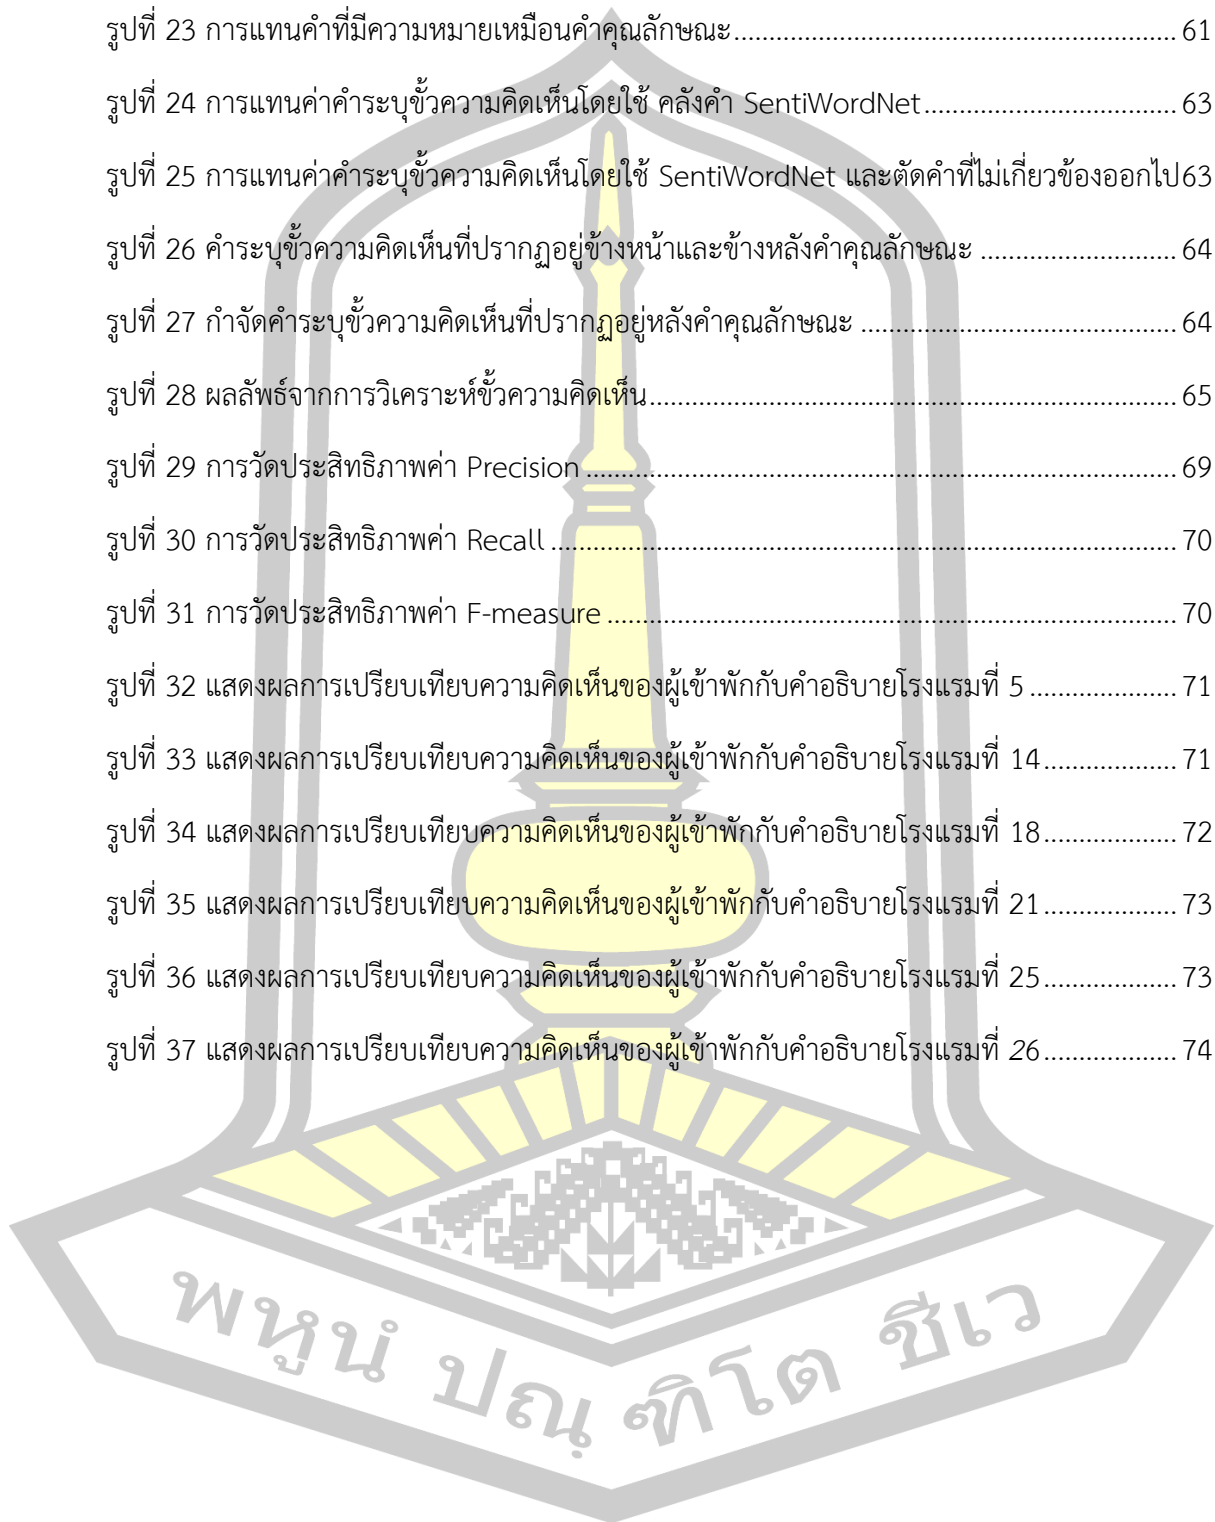 รูปที่ 23 การแทนคำที่มีความหมายเหมือนคำคุณลักษณะ.......................................................................... 61
รูปที่ 24 การแทนค่าคำระบุขั้วความคิดเห็นโดยใช้ คลังคำ SentiWordNet.......................................... 63
รูปที่ 25 การแทนค่าคำระบุขั้วความคิดเห็นโดยใช้ SentiWordNet และตัดคำที่ไม่เกี่ยวข้องออกไป63
รูปที่ 26 คำระบุขั้วความคิดเห็นที่ปรากฏอยู่ข้างหน้าและข้างหลังคำคุณลักษณะ ................................ 64
รูปที่ 27 กำจัดคำระบุขั้วความคิดเห็นที่ปรากฏอยู่หลังคำคุณลักษณะ .................................................... 64
รูปที่ 28 ผลลัพธ์จากการวิเคราะห์ขั้วความคิดเห็น........................................................................................ 65
รูปที่ 29 การวัดประสิทธิภาพค่า Precision.................................................................................................. 69
รูปที่ 30 การวัดประสิทธิภาพค่า Recall ........................................................................................................ 70
รูปที่ 31 การวัดประสิทธิภาพค่า F-measure............................................................................................... 70
รูปที่ 32 แสดงผลการเปรียบเทียบความคิดเห็นของผู้เข้าพักกับคำอธิบายโรงแรมที่ 5 ........................ 71
รูปที่ 33 แสดงผลการเปรียบเทียบความคิดเห็นของผู้เข้าพักกับคำอธิบายโรงแรมที่ 14...................... 71
รูปที่ 34 แสดงผลการเปรียบเทียบความคิดเห็นของผู้เข้าพักกับคำอธิบายโรงแรมที่ 18...................... 72
รูปที่ 35 แสดงผลการเปรียบเทียบความคิดเห็นของผู้เข้าพักกับคำอธิบายโรงแรมที่ 21...................... 73
รูปที่ 36 แสดงผลการเปรียบเทียบความคิดเห็นของผู้เข้าพักกับคำอธิบายโรงแรมที่ 25...................... 73
รูปที่ 37 แสดงผลการเปรียบเทียบความคิดเห็นของผู้เข้าพักกับคำอธิบายโรงแรมที่ 26...................... 74
พหูนํ ปณฺ ฑิโต ชีเว